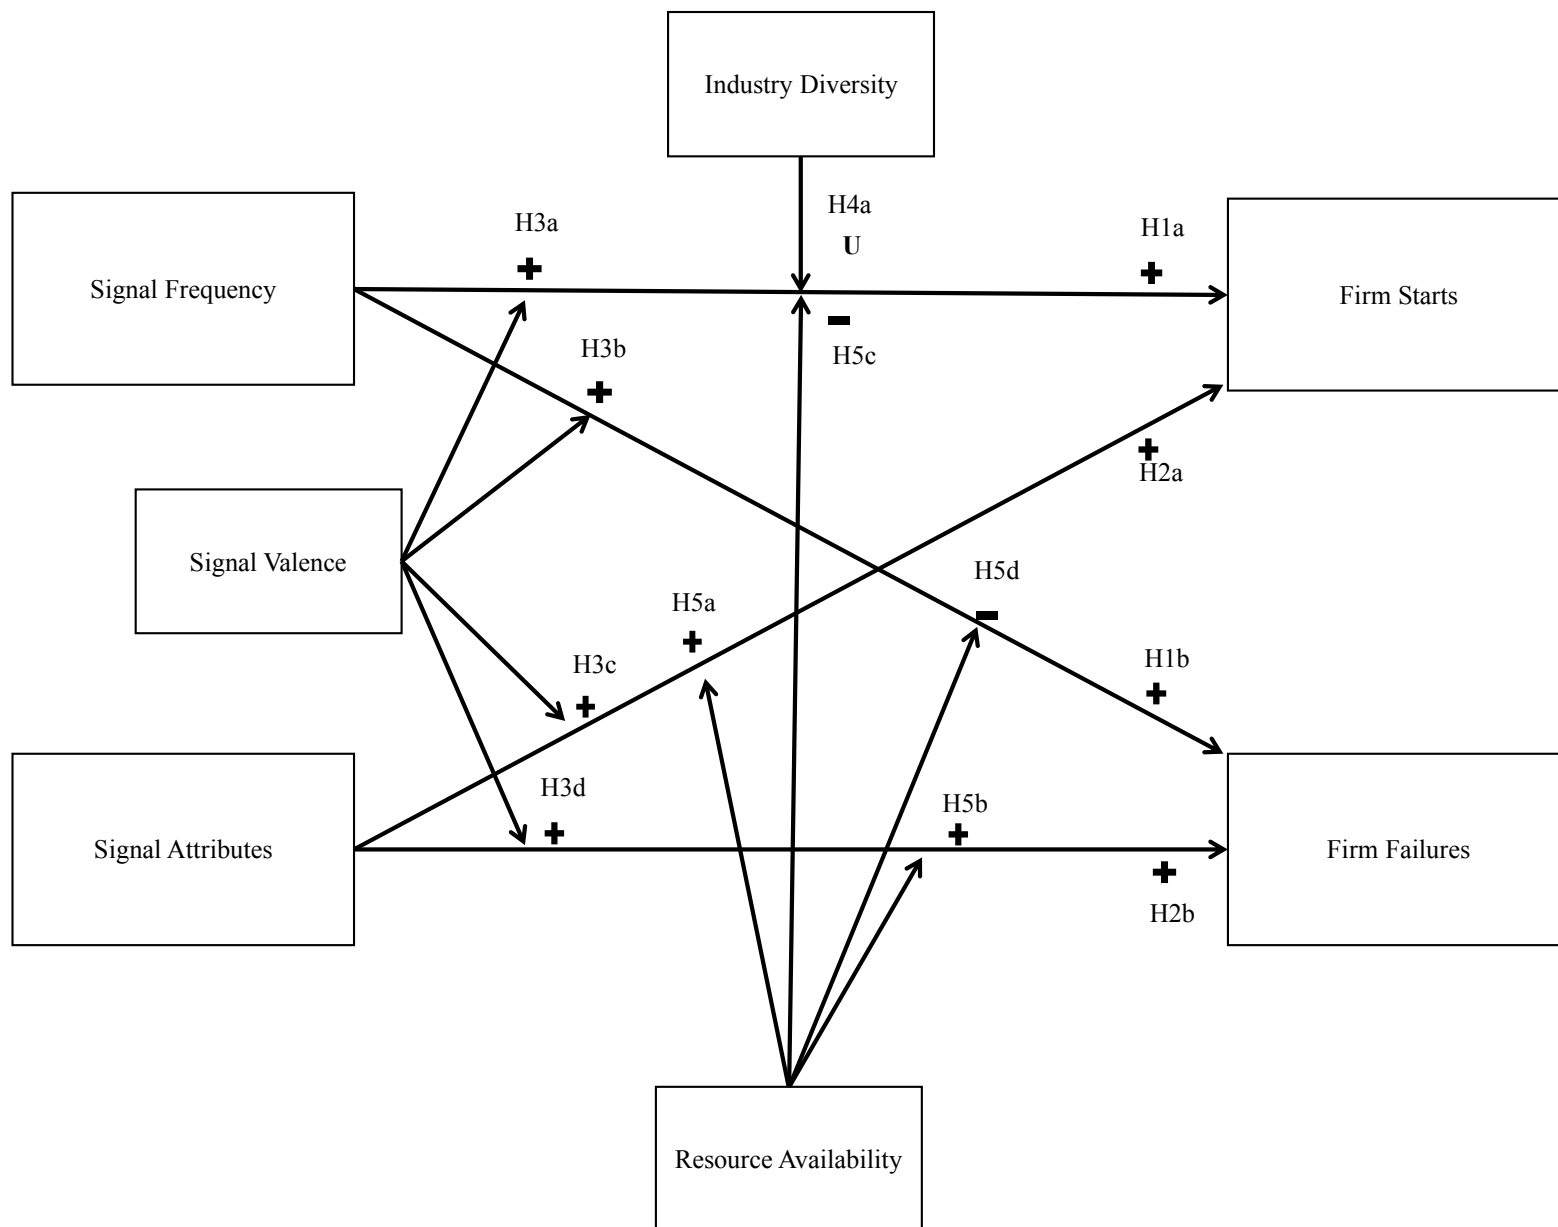 Industry Diversity
H4a
U
H3a
+
H1a
+
Signal Frequency
Firm Starts
-
H5c
H3b
+
+
H2a
Signal Valence
H5d
-
H5a
+
H3c
+
H1b
+
H3d
+
H5b
+
Signal Attributes
Firm Failures
+
H2b
Resource Availability